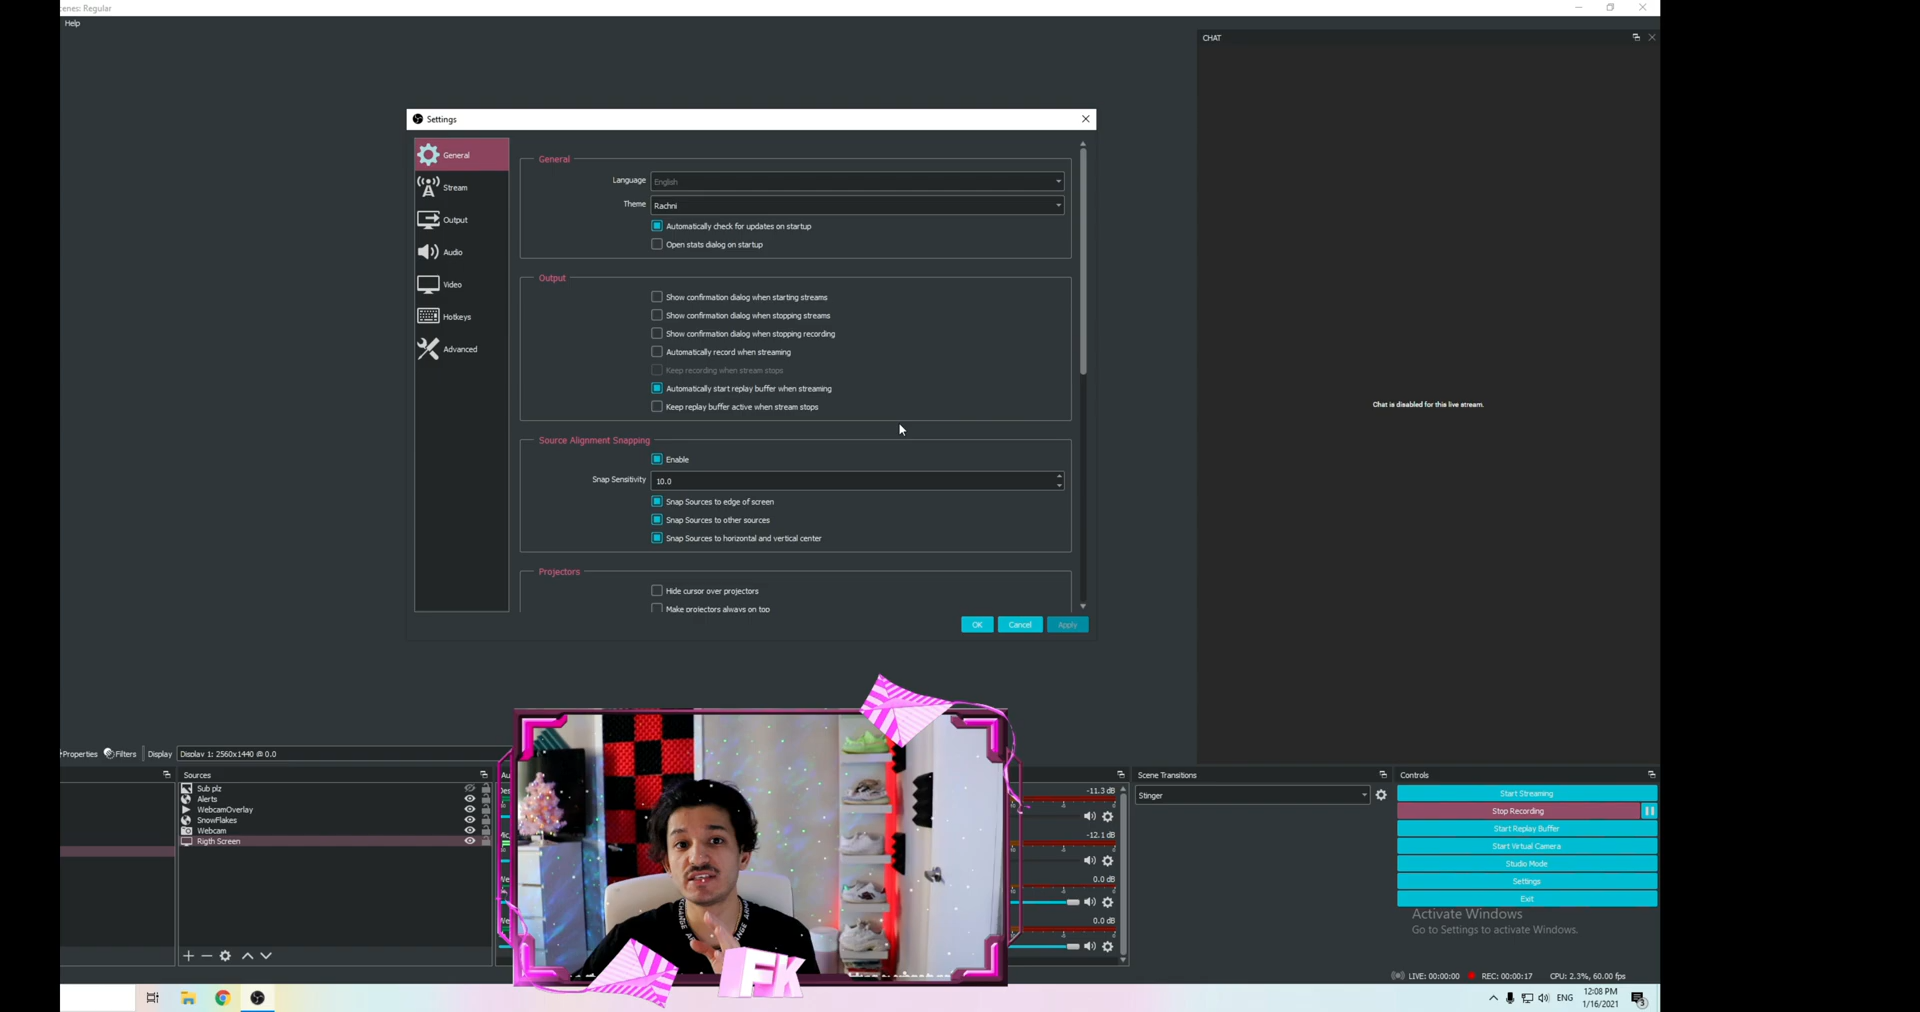 cenes: Regular
Help
CHAT
Settings
General
Stream
Output
Audio
Video
Hotkeys
Advanced
General
Language English
Theme Rachni
Automatically check for updates on startup
Open stats dialog on startup
Output
Show confirmation dialog when starting streams
Show confirmation dialog when stopping streams
Show confirmation dialog when stopping recording
Automatically record when streaming
Keep recording when stream stops
Automatically start replay buffer when streaming
Keep replay buffer active when stream stops
Source Alignment Snapping
Enable
Snap Sensitivity 10.0
Snap Sources to edge of screen
Snap Sources to other sources
Snap Sources to horizontal and vertical center
Projectors
Hide cursor over projectors
Make projectors always on top
OK Cancel Apply
Chat is disabled for this live stream.
Properties Filters Display Display 1: 2560x1440 @ 0.0
Sources
Sub plz
Alerts
WebcamOverlay
SnowFlakes
Webcam
Rigth Screen
Au
-11.3 dB
-12.1 dB
0.0 dB
0.0 dB
FK
Scene Transitions
Stinger
Controls
Start Streaming
Stop Recording
Start Replay Buffer
Start Virtual Camera
Studio Mode
Settings
Exit
Activate Windows
Go to Settings to activate Windows.
LIVE: 00:00:00 REC: 00:00:17 CPU: 2.3%, 60.00 fps
ENG
12:08 PM
1/16/2021
3